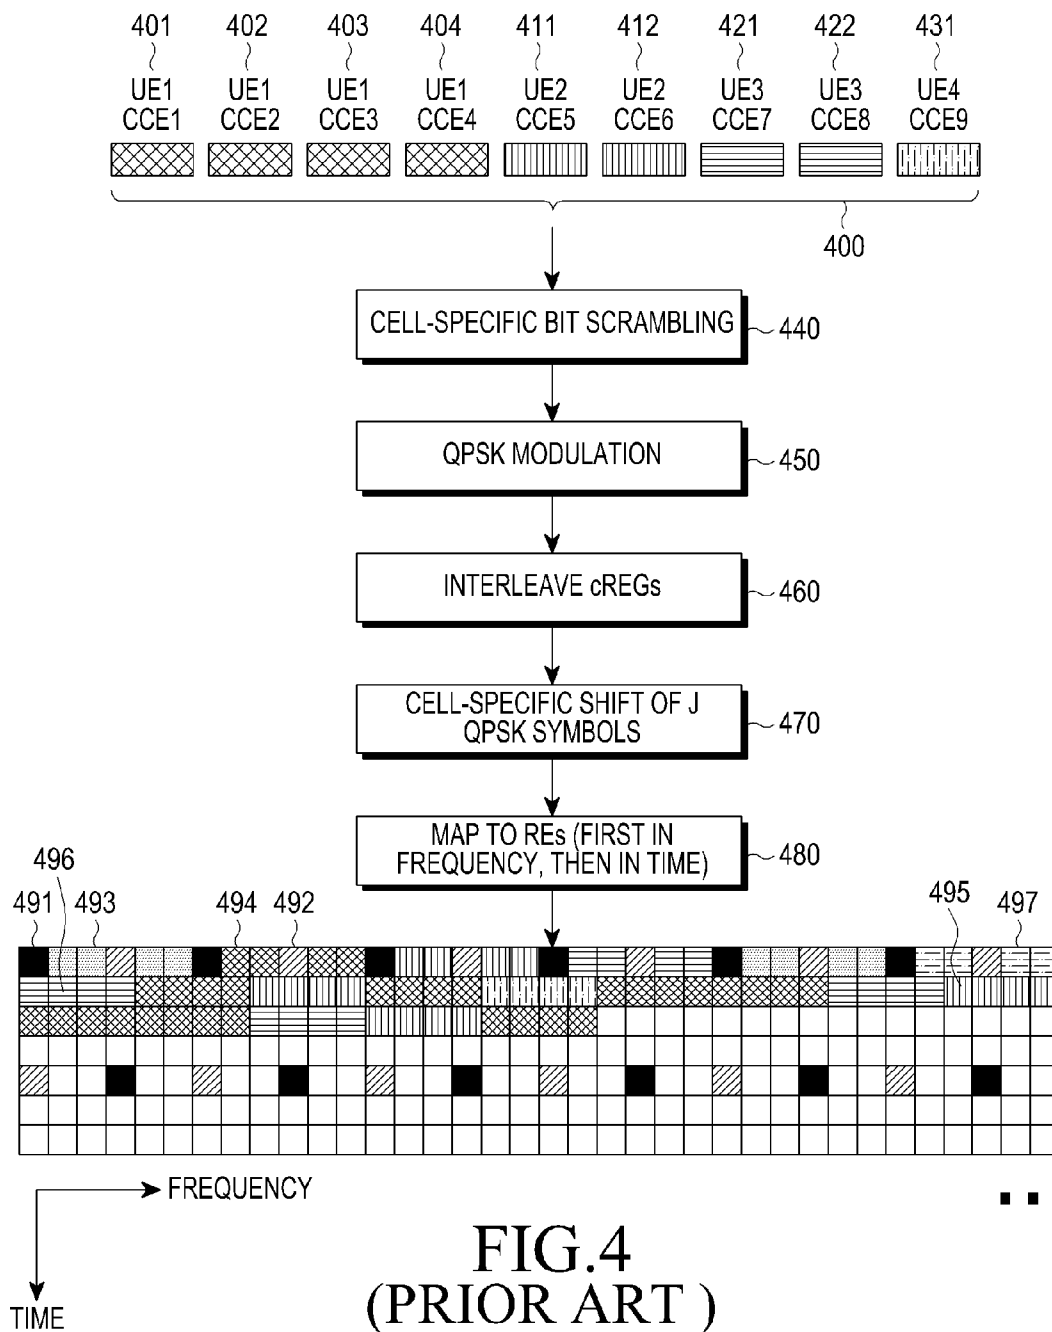 401 402 403 404 411 412 421 422 431
UE1 UE1 UE1 UE1 UE2 UE2 UE3 UE3 UE4
CCE1 CCE2 CCE3 CCE4 CCE5 CCE6 CCE7 CCE8 CCE9
400
CELL-SPECIFIC BIT SCRAMBLING
440
QPSK MODULATION
450
INTERLEAVE cREGs
460
CELL-SPECIFIC SHIFT OF J
QPSK SYMBOLS
470
MAP TO REs (FIRST IN
FREQUENCY, THEN IN TIME)
480
496
491 493 494 492 495 497
FREQUENCY
TIME
FIG.4
(PRIOR ART )